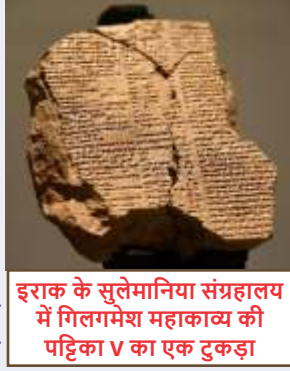 इराक के सुलेमानिया संग्रहालय
में गिलगमेश महाकाव्य की
पट्टिका V का एक टुकड़ा